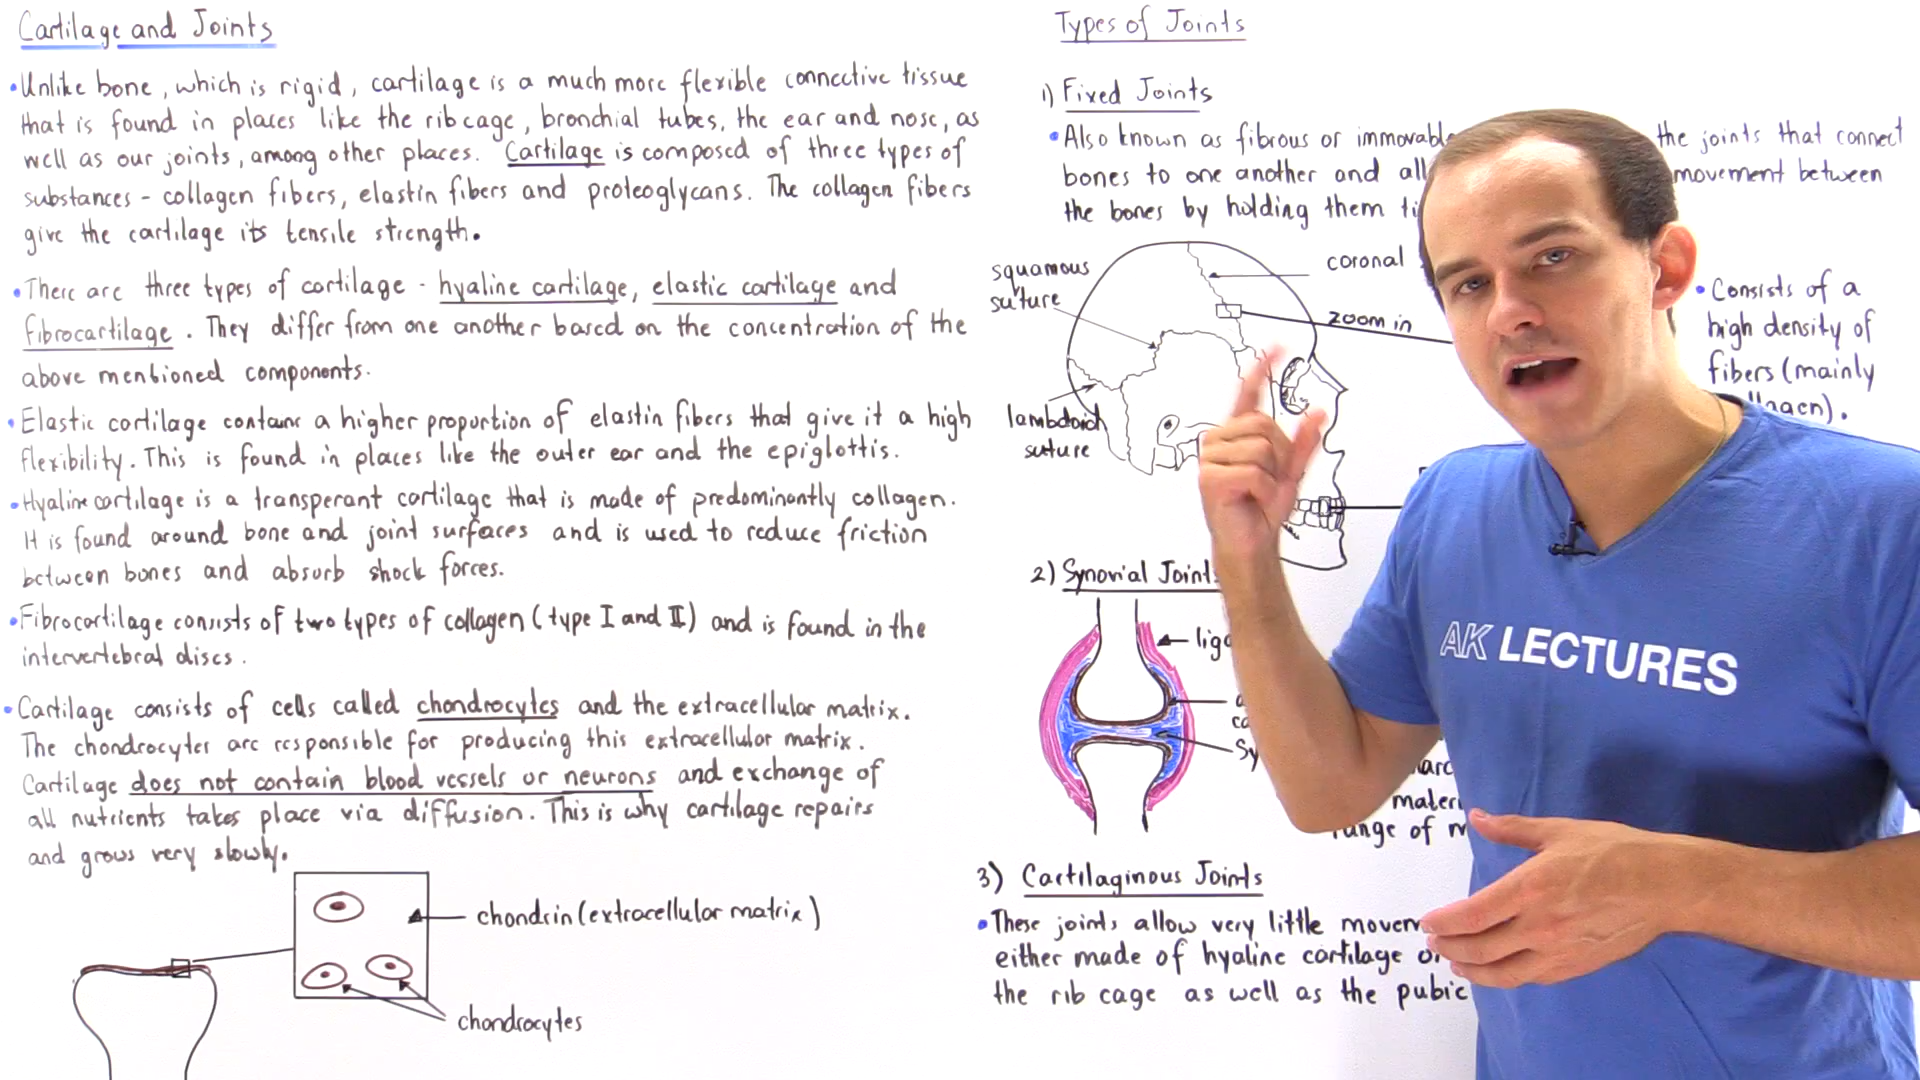 Cartilage and Joints
•Unlike bone, which is rigid, cartilage is a much more flexible connective tissue
that is found in places like the rib cage, bronchial tubes, the ear and nose, as
well as our joints, among other places. Cartilage is composed of three types of
substances - collagen fibers, elastin fibers and proteoglycans. The collagen fibers
give the cartilage its tensile strength.
•There are three types of cartilage - hyaline cartilage, elastic cartilage and
fibrocartilage. They differ from one another based on the concentration of the
above mentioned components.
•Elastic cartilage contains a higher proportion of elastin fibers that give it a high
flexibility. This is found in places like the outer ear and the epiglottis.
•Hyaline cartilage is a transperant cartilage that is made of predominantly collagen.
It is found around bone and joint surfaces and is used to reduce friction
between bones and absorb shock forces.
•Fibrocartilage consists of two types of collagen (type I and II) and is found in the
intervertebral discs.
•Cartilage consists of cells called chondrocytes and the extracellular matrix.
The chondrocytes are responsible for producing this extracellular matrix.
Cartilage does not contain blood vessels or neurons and exchange of
all nutrients takes place via diffusion. This is why cartilage repairs
and grows very slowly.
chondrin (extracellular matrix)
chondrocytes
Types of Joints
1) Fixed Joints
•Also known as fibrous or immovable the joints that connect
bones to one another and all movement between
the bones by holding them
squamous
suture
coronal
zoom in
lambdoid
suture
•Consists of a
high density of
fibers (mainly
2) Synovial Joints
materi
range of m
3) Cartilaginous Joints
•These joints allow very little movem
either made of hyaline cartilage
the rib cage as well as the pubic
AK LECTURES